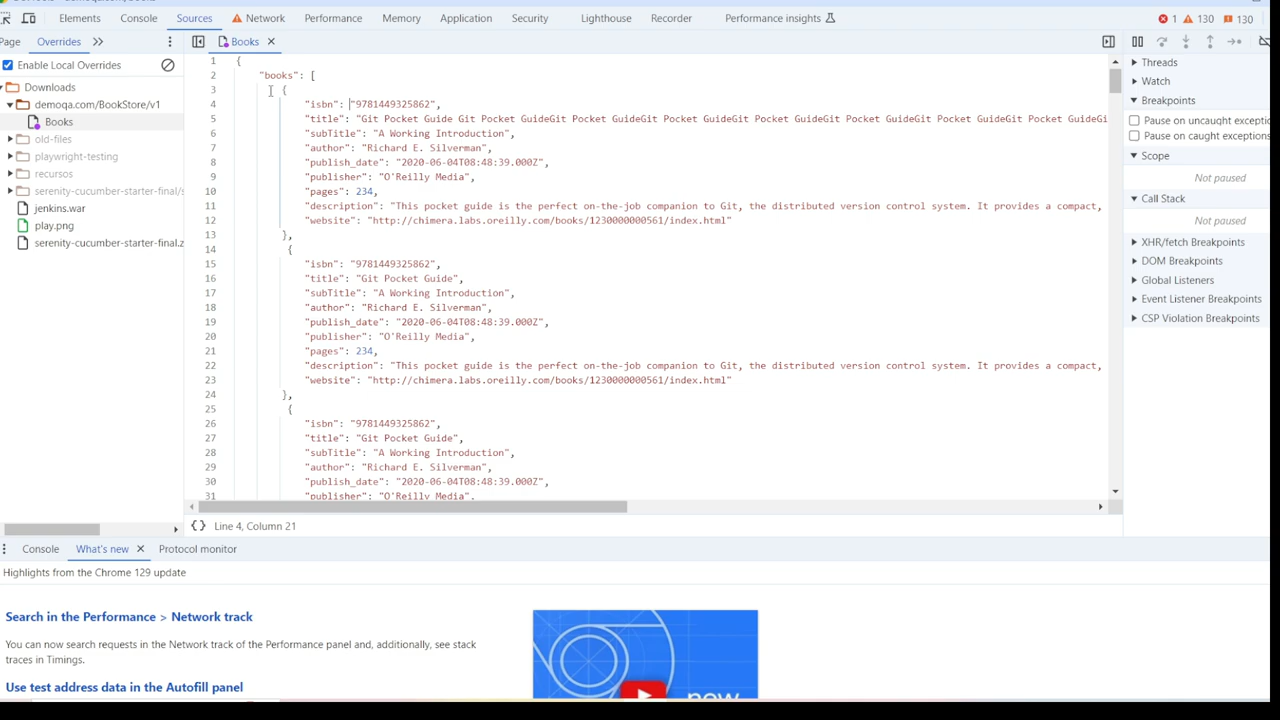 Elements Console Sources Network Performance Memory Application Security Lighthouse Recorder Performance insights 1 130 130
Page Overrides Books
Enable Local Overrides
Downloads
demoqa.com/BookStore/v1
Books
old-files
playwright-testing
recursos
serenity-cucumber-starter-final/s
jenkins.war
play.png
serenity-cucumber-starter-final.z
1 {
2 "books": [
3 {
4 "isbn": "9781449325862",
5 "title": "Git Pocket Guide Git Pocket GuideGit Pocket GuideGit Pocket GuideGit Pocket GuideGit Pocket GuideGit Pocket GuideGit Pocket GuideGi
6 "subTitle": "A Working Introduction",
7 "author": "Richard E. Silverman",
8 "publish_date": "2020-06-04T08:48:39.000Z",
9 "publisher": "O'Reilly Media",
10 "pages": 234,
11 "description": "This pocket guide is the perfect on-the-job companion to Git, the distributed version control system. It provides a compact,
12 "website": "http://chimera.labs.oreilly.com/books/1230000000561/index.html"
13 },
14 {
15 "isbn": "9781449325862",
16 "title": "Git Pocket Guide",
17 "subTitle": "A Working Introduction",
18 "author": "Richard E. Silverman",
19 "publish_date": "2020-06-04T08:48:39.000Z",
20 "publisher": "O'Reilly Media",
21 "pages": 234,
22 "description": "This pocket guide is the perfect on-the-job companion to Git, the distributed version control system. It provides a compact,
23 "website": "http://chimera.labs.oreilly.com/books/1230000000561/index.html"
24 },
25 {
26 "isbn": "9781449325862",
27 "title": "Git Pocket Guide",
28 "subTitle": "A Working Introduction",
29 "author": "Richard E. Silverman",
30 "publish_date": "2020-06-04T08:48:39.000Z",
31 "publisher": "O'Reilly Media",
{} Line 4, Column 21
Threads
Watch
Breakpoints
Pause on uncaught excepti
Pause on caught exceptions
Scope
Not paused
Call Stack
Not paused
XHR/fetch Breakpoints
DOM Breakpoints
Global Listeners
Event Listener Breakpoints
CSP Violation Breakpoints
Console What's new Protocol monitor
Highlights from the Chrome 129 update
Search in the Performance > Network track
You can now search requests in the Network track of the Performance panel and, additionally, see stack
traces in Timings.
Use test address data in the Autofill panel
new